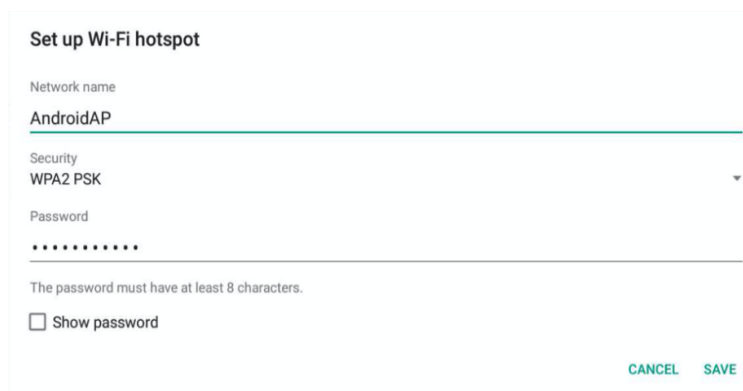 Set up Wi-Fi hotspot
Network name
AndroidAP
Security
WPA2 PSK
Password
•••••••••••
The password must have at least 8 characters.
Show password
CANCEL SAVE